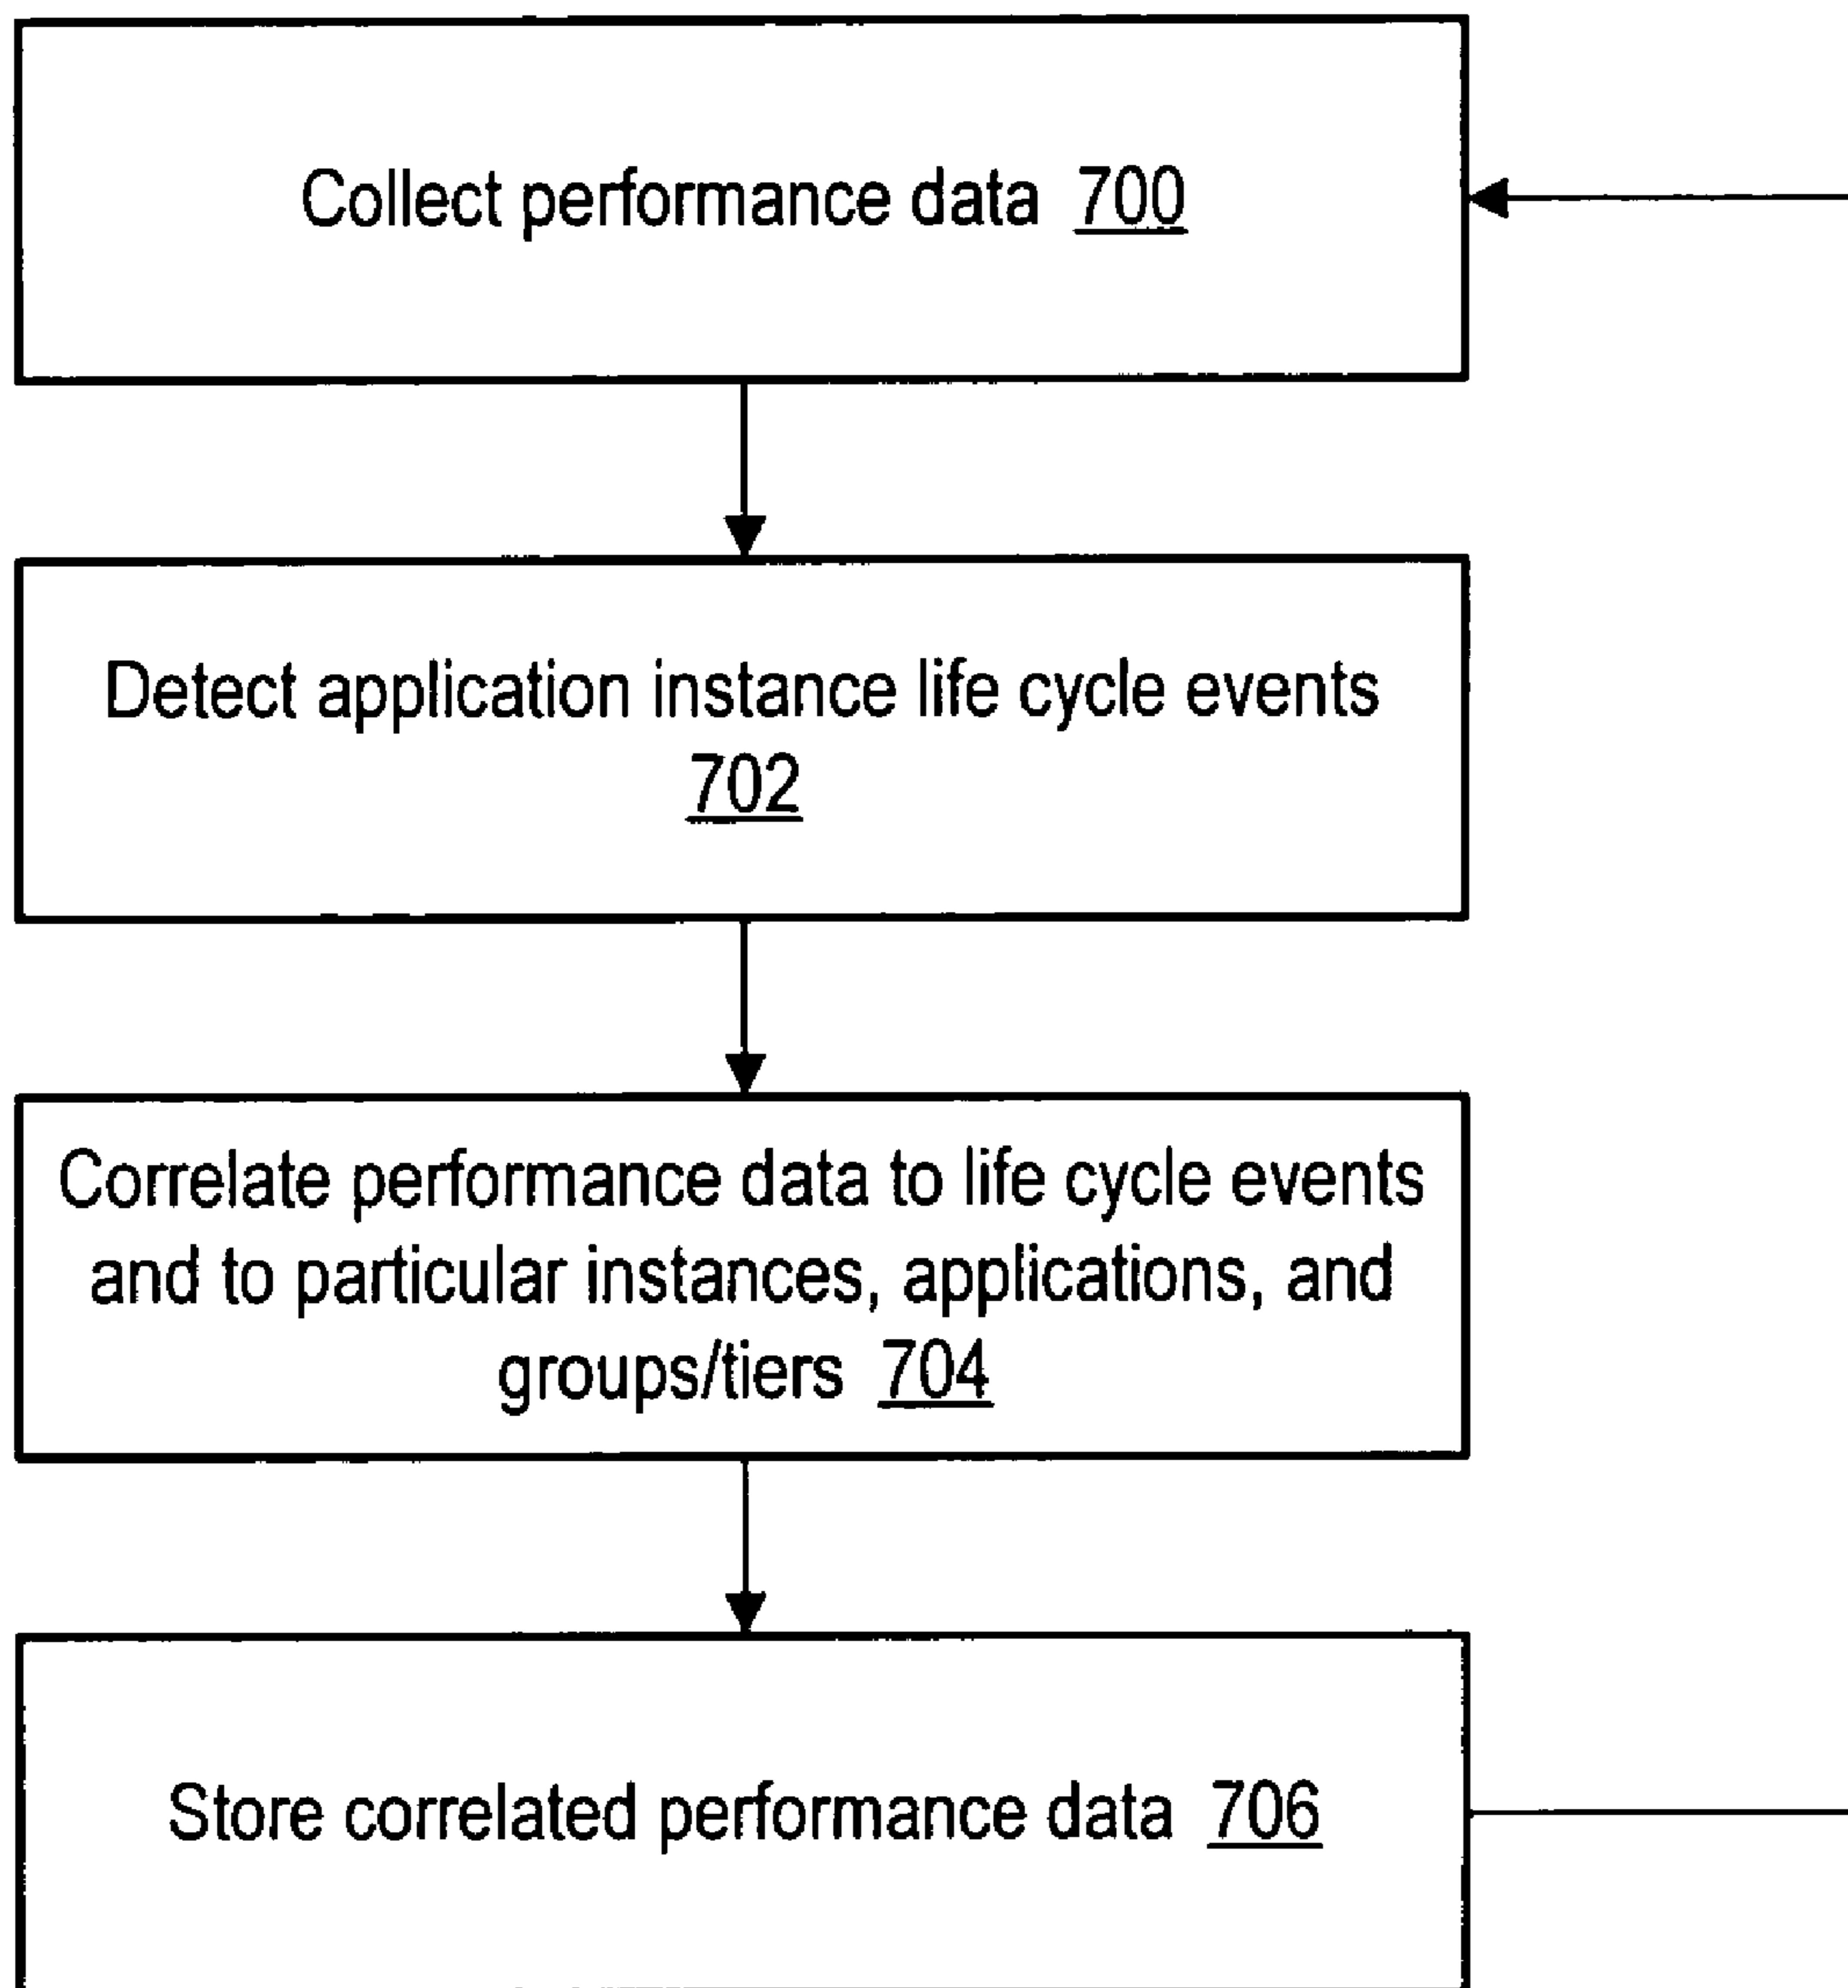 Collect performance data 700
Detect application instance life cycle events
702
Correlate performance data to life cycle events
and to particular instances, applications, and
groups/tiers 704
Store correlated performance data 706